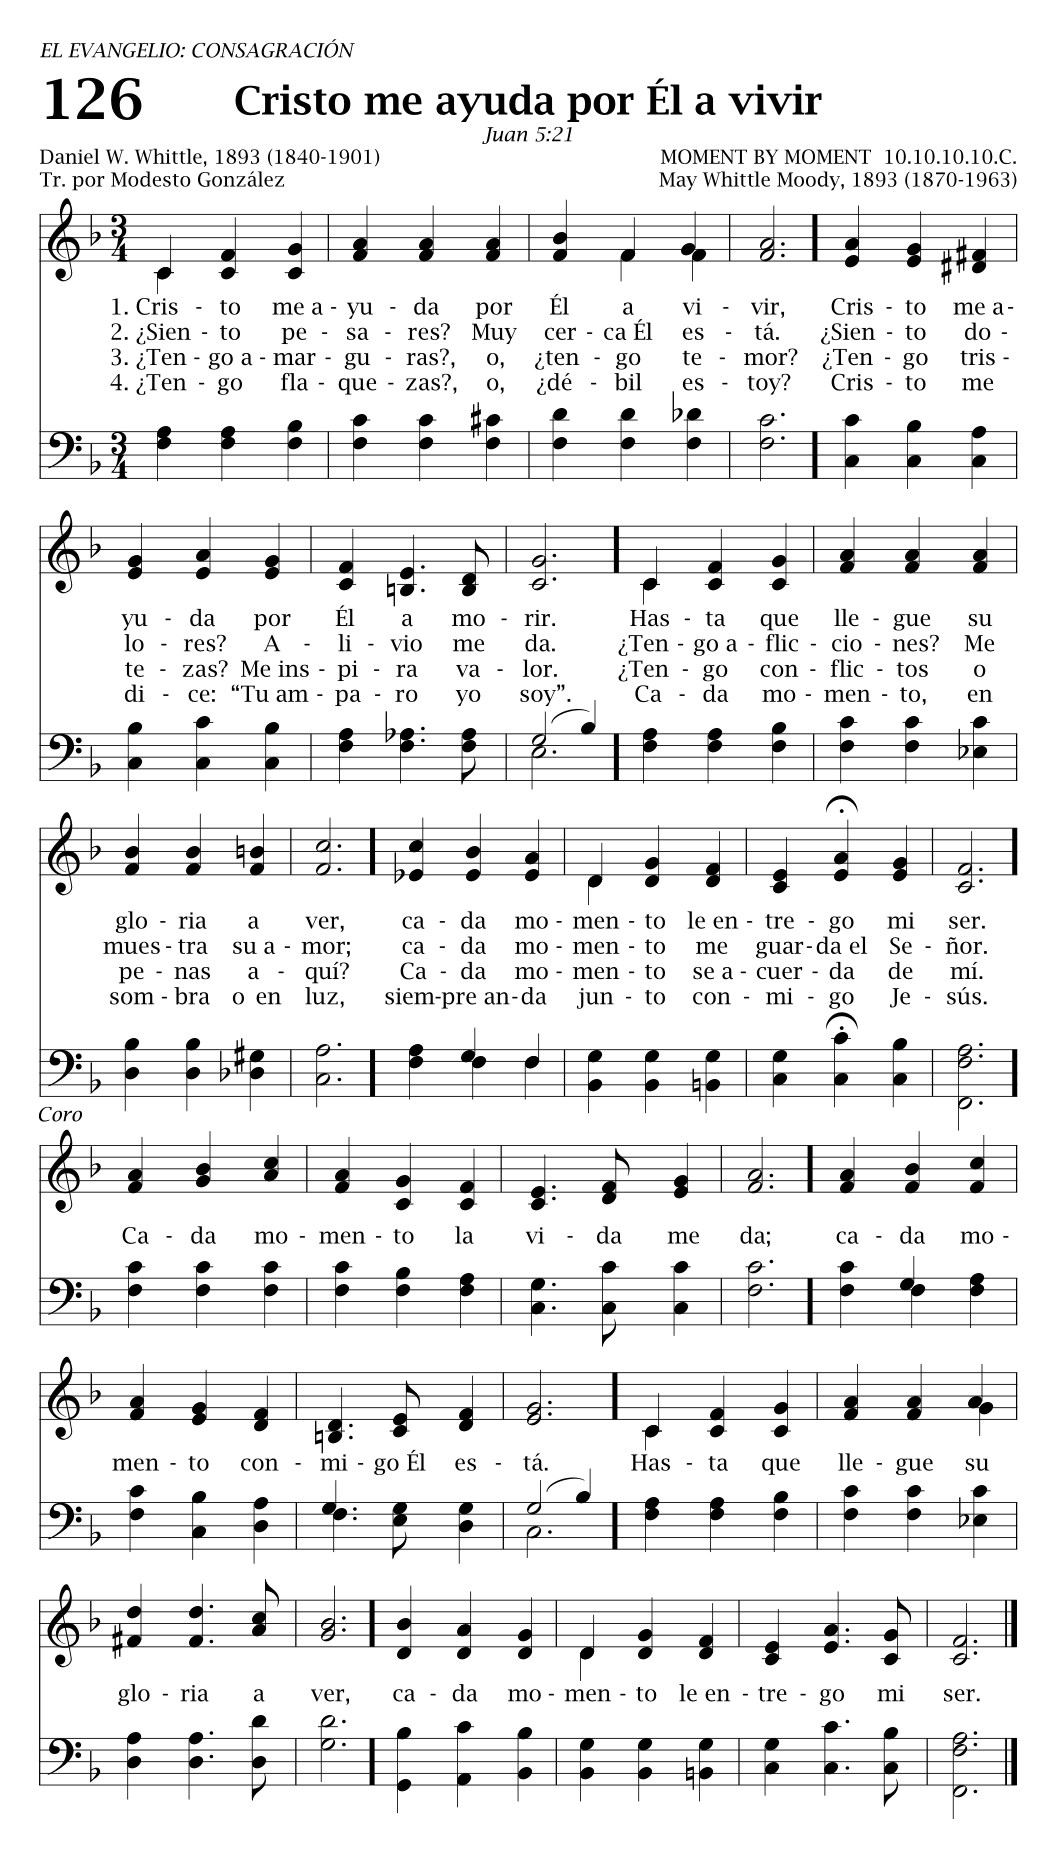 EL EVANGELIO: CONSAGRACIÓN
126 Cristo me ayuda por Él a vivir
Juan 5:21
Daniel W. Whittle, 1893 (1840-1901) MOMENT BY MOMENT 10.10.10.10.C.
Tr. por Modesto González May Whittle Moody, 1893 (1870-1963)
1. Cris - to me a - yu - da por Él a vi - vir, Cris - to me a -
2. ¿Sien - to pe - sa - res? Muy cer - ca Él es - tá. ¿Sien - to do -
3. ¿Ten - go a - mar - gu - ras?, o, ¿ten - go te - mor? ¿Ten - go tris -
4. ¿Ten - go fla - que - zas?, o, ¿dé - bil es - toy? Cris - to me
yu - da por Él a mo - rir. Has - ta que lle - gue su
lo - res? A - li - vio me da. ¿Ten - go a - flic - cio - nes? Me
te - zas? Me ins - pi - ra va - lor. ¿Ten - go con - flic - tos o
di - ce: “Tu am - pa - ro yo soy”. Ca - da mo - men - to, en
glo - ria a ver, ca - da mo - men - to le en - tre - go mi ser.
mues - tra su a - mor; ca - da mo - men - to me guar - da el Se - ñor.
pe - nas a - quí? Ca - da mo - men - to se a - cuer - da de mí.
som - bra o en luz, siem - pre an - da jun - to con - mi - go Je - sús.
Coro
Ca - da mo - men - to la vi - da me da; ca - da mo -
men - to con - mi - go Él es - tá. Has - ta que lle - gue su
glo - ria a ver, ca - da mo - men - to le en - tre - go mi ser.